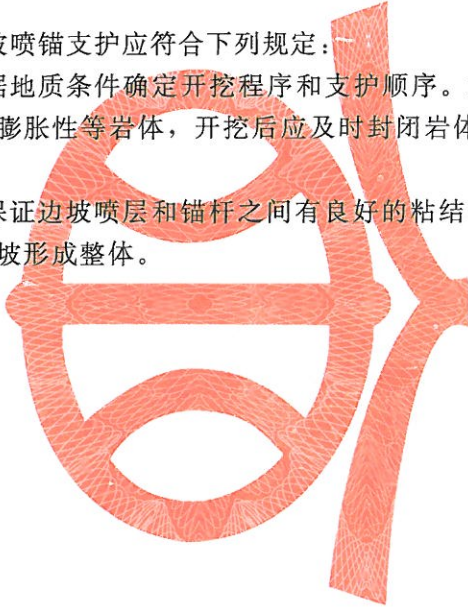 坡喷锚支护应符合下列规定：
据地质条件确定开挖程序和支护顺序。
膨胀性等岩体，开挖后应及时封闭岩体
保证边坡喷层和锚杆之间有良好的粘结
坡形成整体。